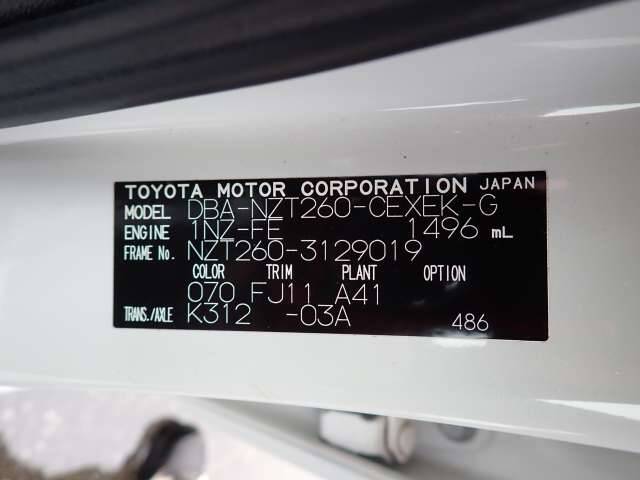 TOYOTA MOTOR CORPORATION JAPAN
MODEL DBA-NZT260-CEXEK-G
ENGINE 1NZ-FE 1496 mL
FRAME No. NZT260-3129019
COLOR TRIM PLANT OPTION
070 FJ11 A41
TRANS./AXLE K312 -03A 486